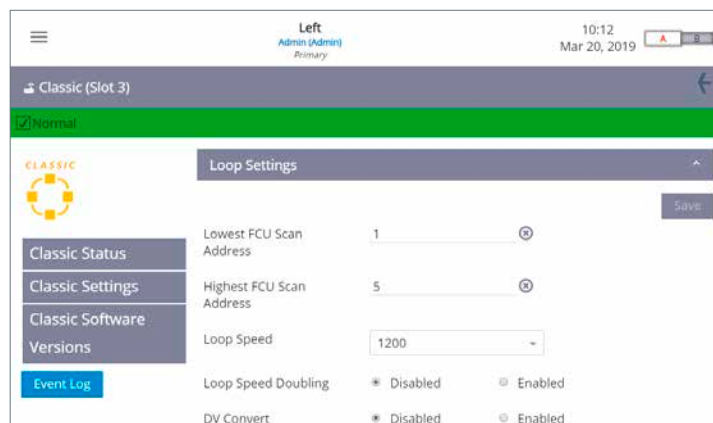 Left
Admin (Admin)
Primary
10:12
Mar 20, 2019
A B
Classic (Slot 3)
Normal
CLASSIC
Classic Status
Classic Settings
Classic Software
Versions
Event Log
Loop Settings
Save
Lowest FCU Scan
Address
1
Highest FCU Scan
Address
5
Loop Speed
1200
Loop Speed Doubling
Disabled Enabled
DV Convert
Disabled Enabled